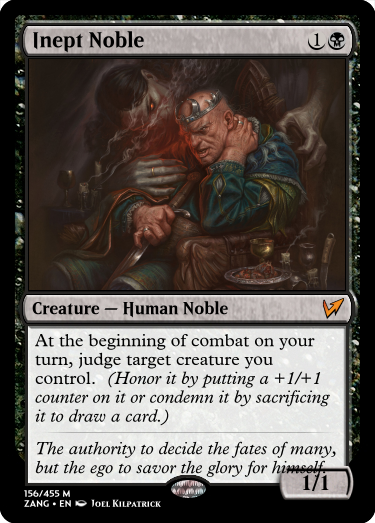 Inept Noble 1
Creature — Human Noble
At the beginning of combat on your
turn, judge target creature you
control. (Honor it by putting a +1/+1
counter on it or condemn it by sacrificing
it to draw a card.)
The authority to decide the fates of many,
but the ego to savor the glory for himself.
1/1
156/455 M
ZANG • EN Joel Kilpatrick